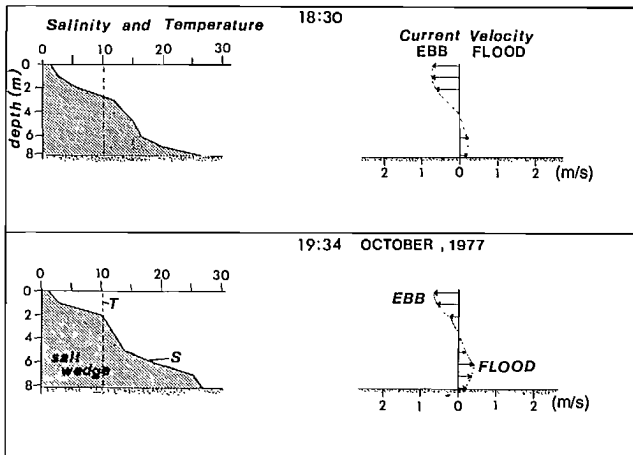 18:30
Salinity and Temperature
0 10 20 30
depth (m)
0
2
4
6
8
Current Velocity
EBB FLOOD
2 1 0 1 2 (m/s)
19:34 OCTOBER, 1977
0 10 20 30
0
2
4
6
8
T
S
salt
wedge
EBB
FLOOD
2 1 0 1 2 (m/s)